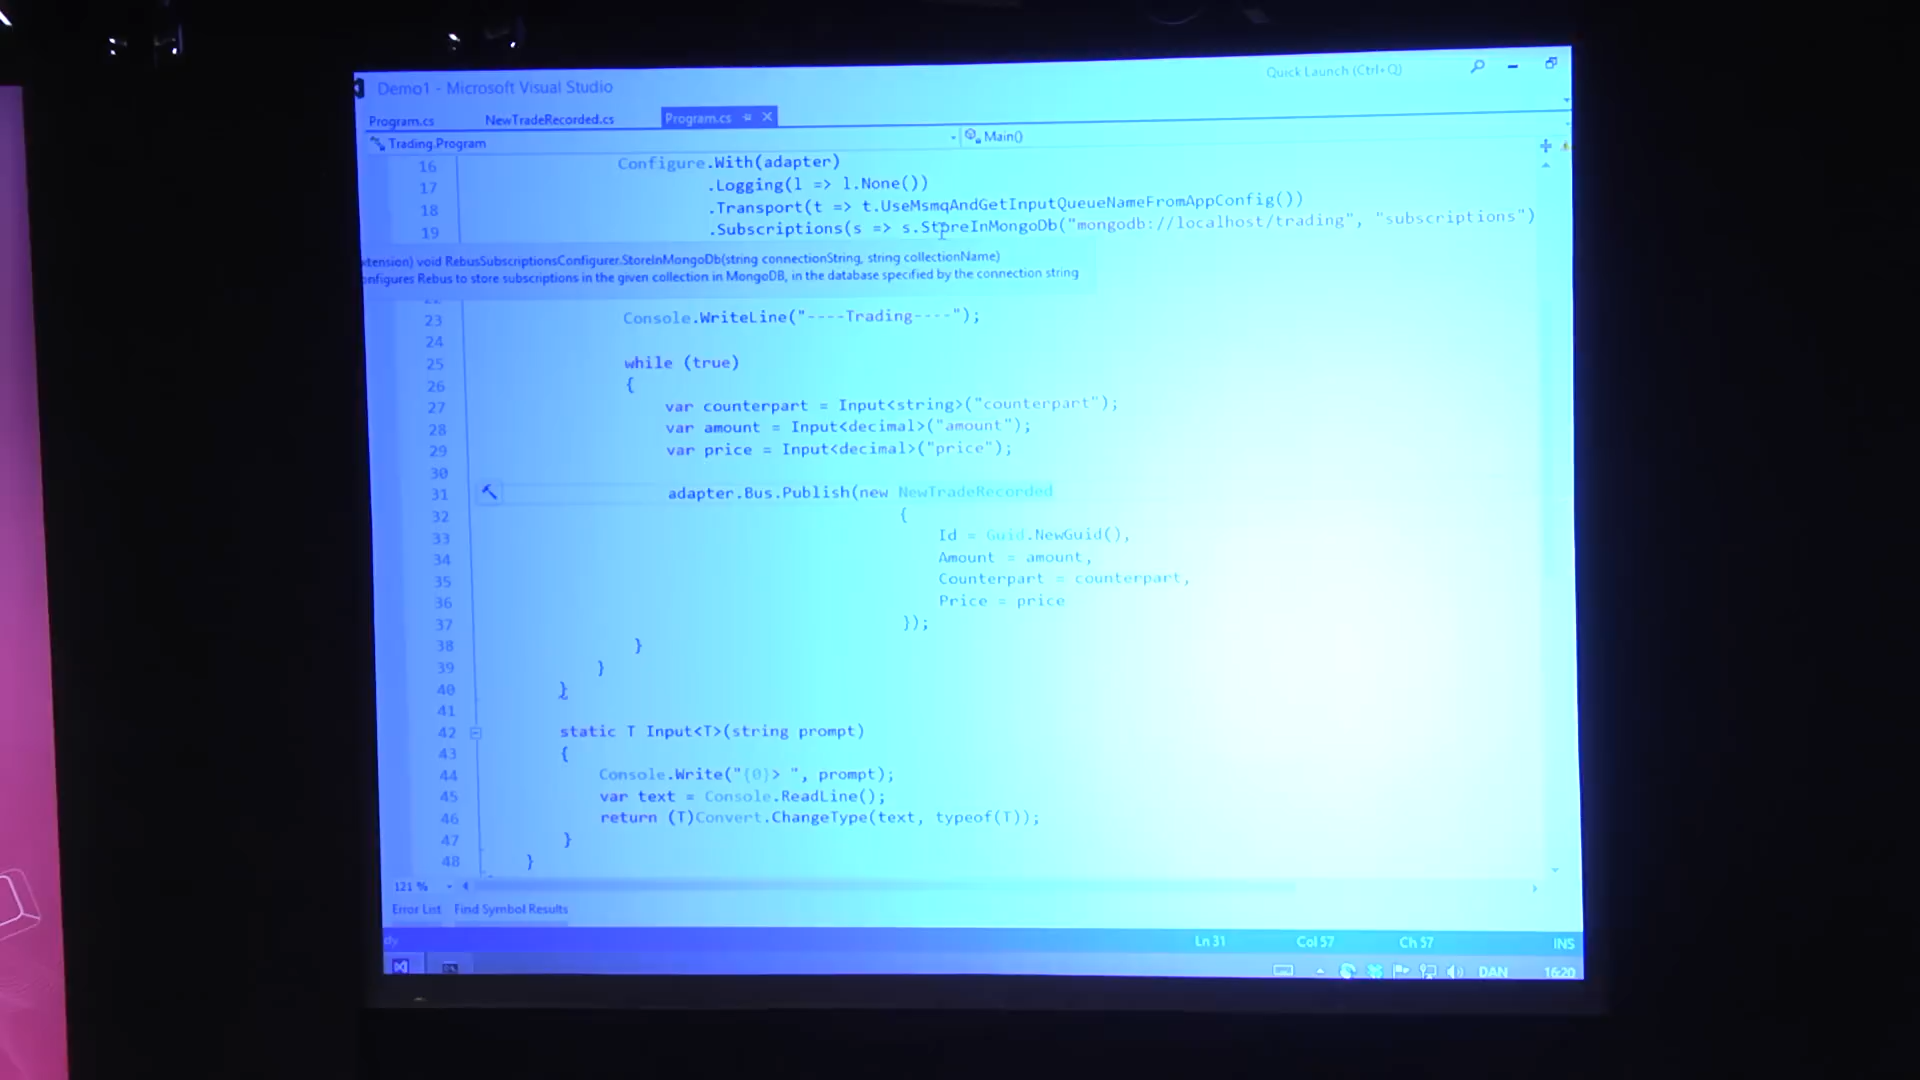 Demo1 - Microsoft Visual Studio
Quick Launch (Ctrl+Q)
Program.cs NewTradeRecorded.cs Program.cs
Trading.Program Main()
16 Configure.With(adapter)
17 .Logging(l => l.None())
18 .Transport(t => t.UseMsmqAndGetInputQueueNameFromAppConfig())
19 .Subscriptions(s => s.StoreInMongoDb("mongodb://localhost/trading", "subscriptions")
tension) void RebusSubscriptionsConfigurer.StoreInMongoDb(string connectionString, string collectionName)
onfigures Rebus to store subscriptions in the given collection in MongoDB, in the database specified by the connection string
23 Console.WriteLine("----Trading----");
24
25 while (true)
26 {
27 var counterpart = Input<string>("counterpart");
28 var amount = Input<decimal>("amount");
29 var price = Input<decimal>("price");
30
31 adapter.Bus.Publish(new NewTradeRecorded
32 {
33 Id = Guid.NewGuid(),
34 Amount = amount,
35 Counterpart = counterpart,
36 Price = price
37 });
38 }
39 }
40 }
41
42 static T Input<T>(string prompt)
43 {
44 Console.Write("{0}> ", prompt);
45 var text = Console.ReadLine();
46 return (T)Convert.ChangeType(text, typeof(T));
47 }
48 }
121 %
Error List Find Symbol Results
dy Ln 31 Col 57 Ch 57 INS
DAN 16:20